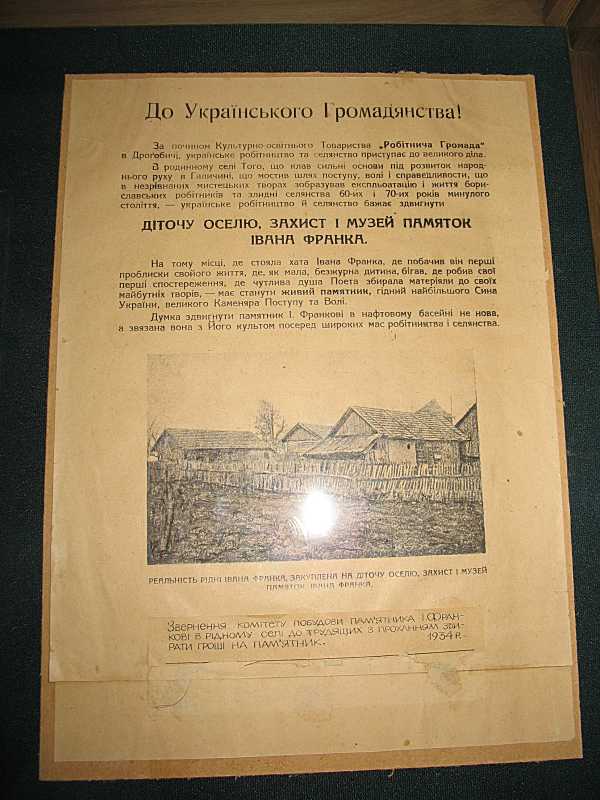 До Українського Громадянства!
За почином Культурно-освітнього Товариства „Робітнича Громада"
в Дрогобичі, українське робітництво та селянство приступає до великого діла.
В родинному селі Того, що клав сильні основи під розвиток народ-
нього руху в Галичині, що мостив шлях поступу, волі і справедливости, що
в незрівнаних мистецьких творах зображував експльоатацію і життя бори-
славських робітників та злидні селянства 60-их і 70-их років минулого
століття, — українське робітництво й селянство бажає здвигнути
ДІТОЧУ ОСЕЛЮ, ЗАХИСТ І МУЗЕЙ ПАМЯТОК
ІВАНА ФРАНКА.
На тому місці, де стояла хата Івана Франка, де побачив він перші
проблиски свойого життя, де, як мала, безжурна дитина, бігав, де робив свої
перші спостереження, де чутлива душа Поета збирала матеріяли до своїх
майбутніх творів, — має станути живий памятник, гідний найбільшого Сина
України, великого Каменяра Поступу та Волі.
Думка здвигнути памятник І. Франкові в нафтовому басейні не нова,
а звязана вона з Його культом посеред широких мас робітництва і селянства.
РЕАЛЬНІСТЬ РІДНІ ІВАНА ФРАНКА, ЗАКУПЛЕНА НА ДІТОЧУ ОСЕЛЮ, ЗАХИСТ І МУЗЕЙ
ПАМЯТОК ІВАНА ФРАНКА.
Звернення комітету побудови пам'ятника І.Фран-
кові в рідному селі до трудящих з проханням зби-
рати гроші на пам'ятник. 1934 р.